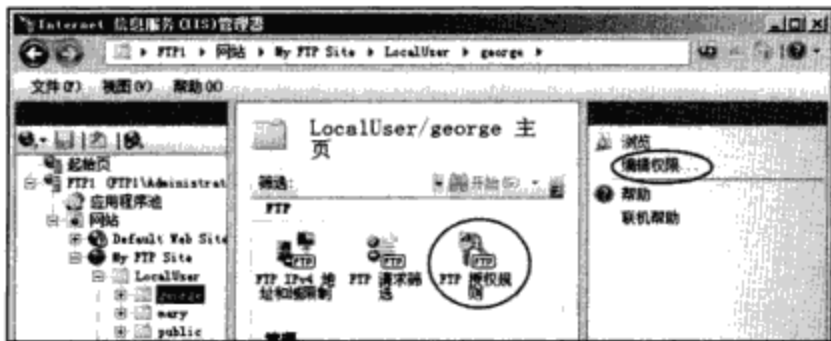 Internet 信息服务(IIS)管理器
FTP1 ▸ 网站 ▸ My FTP Site ▸ LocalUser ▸ george ▸
文件(F) 视图(V) 帮助(H)
起始页
FTP1 (FTP1\Administrat
应用程序池
网站
Default Web Site
My FTP Site
LocalUser
george
mary
public
LocalUser/george 主页
筛选: 开始(G)
FTP
FTP IPv4 地址和域限制
FTP 请求筛选
FTP 授权规则
管理
浏览
编辑权限
帮助
联机帮助